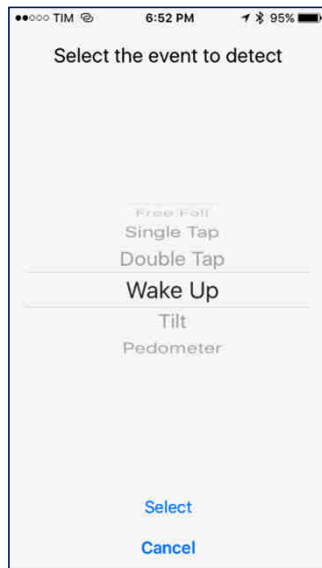 TIM 6:52 PM 95%
Select the event to detect
Free Fall
Single Tap
Double Tap
Wake Up
Tilt
Pedometer
Select
Cancel